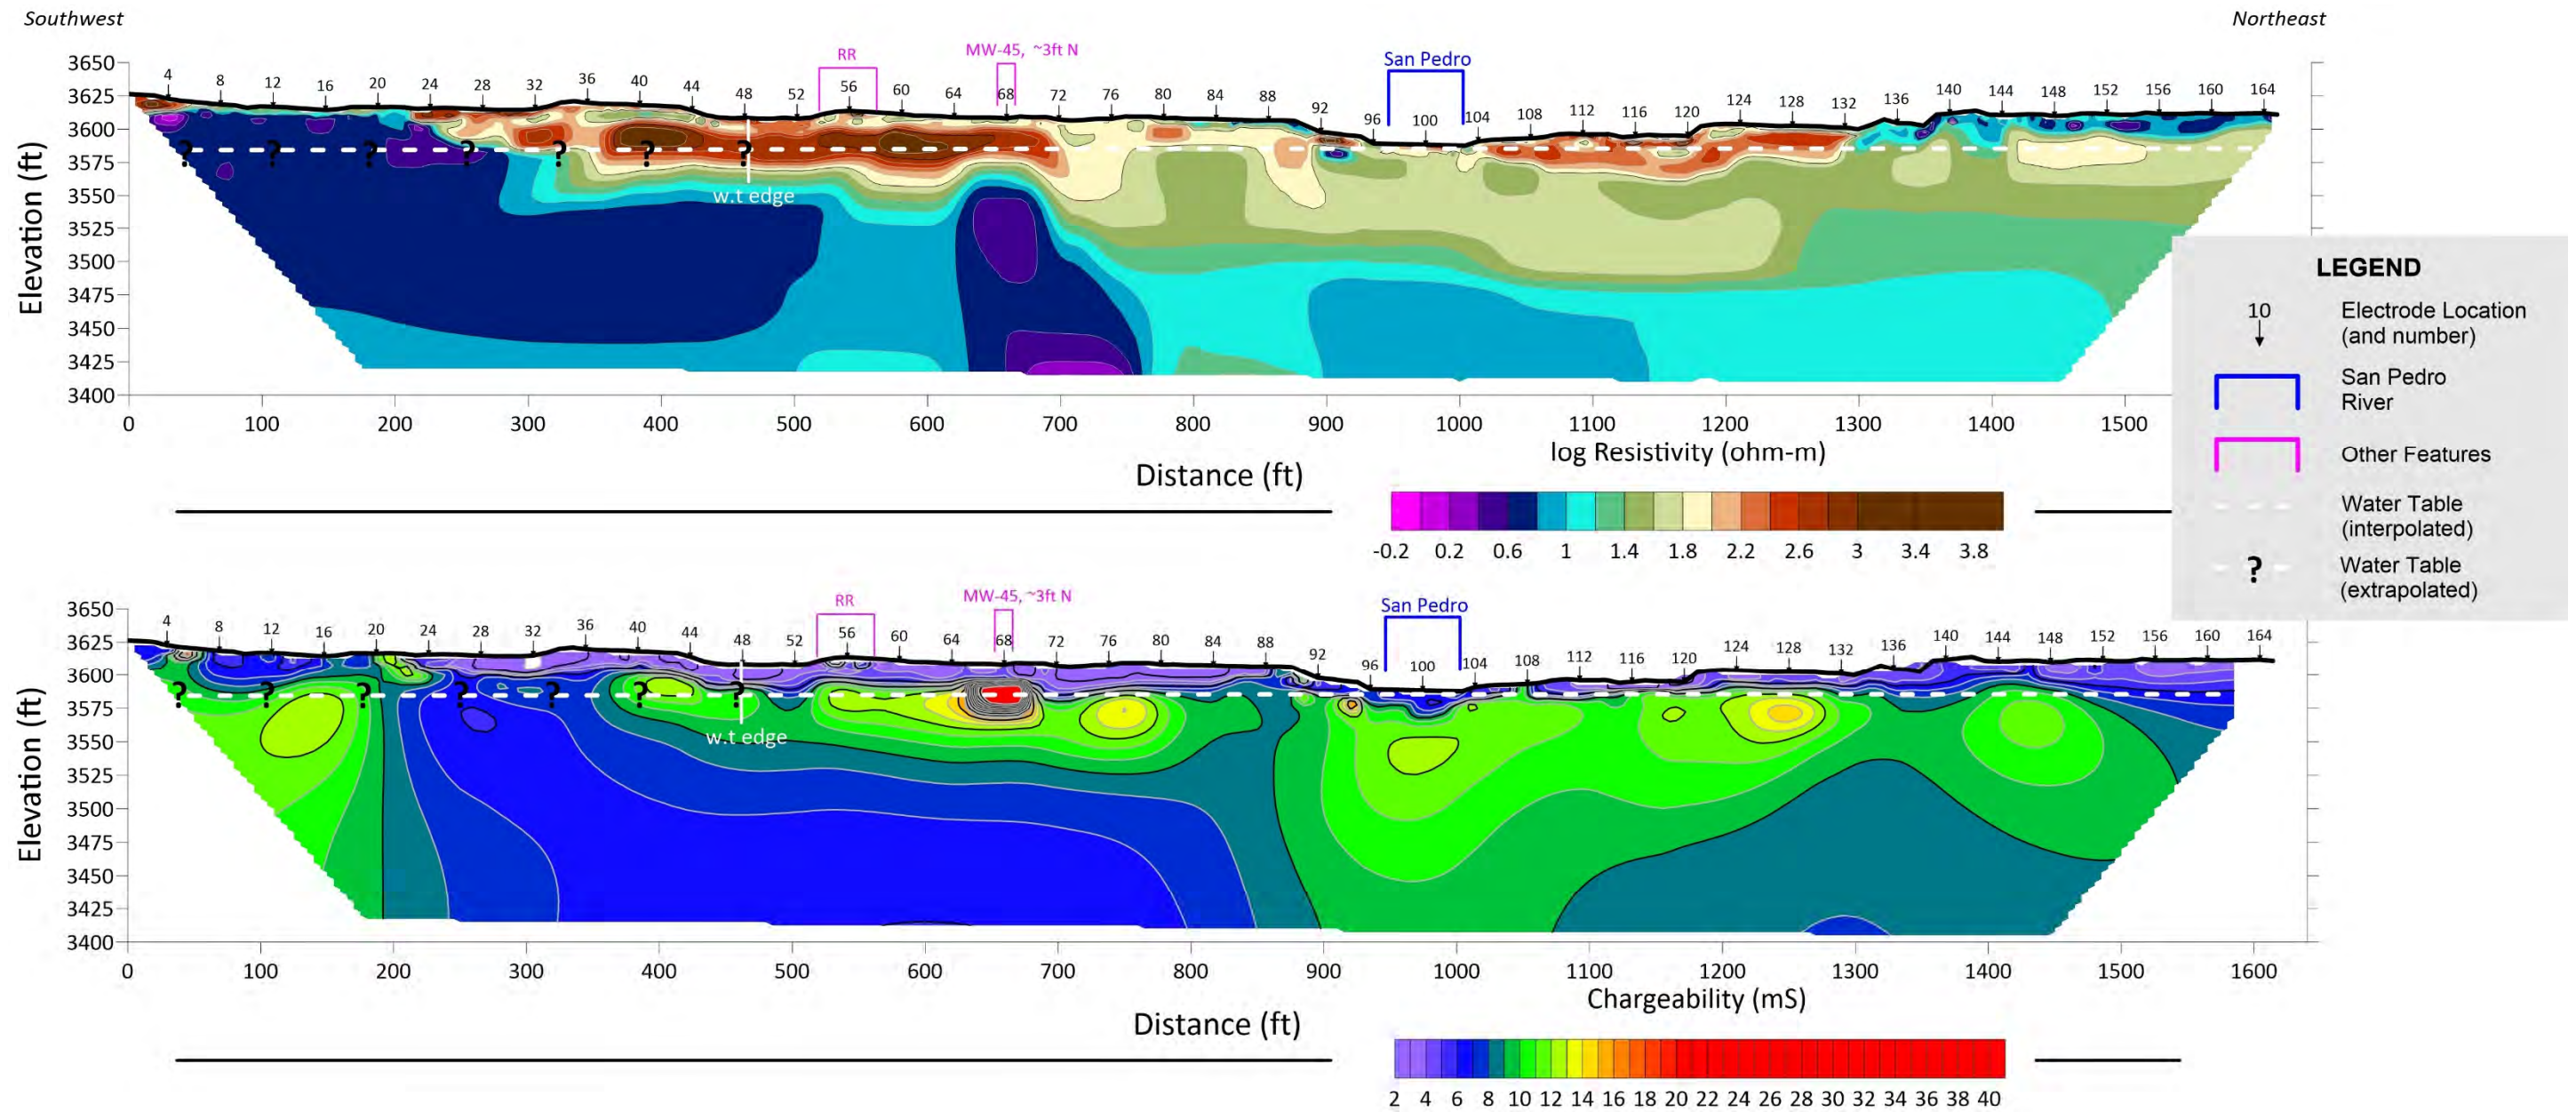 Southwest
Northeast
RR
MW-45, ~3ft N
San Pedro
4 8 12 16 20 24 28 32 36 40 44 48 52 56 60 64 68 72 76 80 84 88 92 96 100 104 108 112 116 120 124 128 132 136 140 144 148 152 156 160 164
Elevation (ft)
3650
3625
3600
3575
3550
3525
3500
3475
3450
3425
3400
? ? ? ? ? ? ?
w.t edge
0 100 200 300 400 500 600 700 800 900 1000 1100 1200 1300 1400 1500
Distance (ft)
log Resistivity (ohm-m)
-0.2 0.2 0.6 1 1.4 1.8 2.2 2.6 3 3.4 3.8
LEGEND
10
Electrode Location
(and number)
San Pedro
River
Other Features
Water Table
(interpolated)
?
Water Table
(extrapolated)
RR
MW-45, ~3ft N
San Pedro
4 8 12 16 20 24 28 32 36 40 44 48 52 56 60 64 68 72 76 80 84 88 92 96 100 104 108 112 116 120 124 128 132 136 140 144 148 152 156 160 164
Elevation (ft)
3650
3625
3600
3575
3550
3525
3500
3475
3450
3425
3400
? ? ? ? ? ? ?
w.t edge
0 100 200 300 400 500 600 700 800 900 1000 1100 1200 1300 1400 1500 1600
Distance (ft)
Chargeability (mS)
2 4 6 8 10 12 14 16 18 20 22 24 26 28 30 32 34 36 38 40